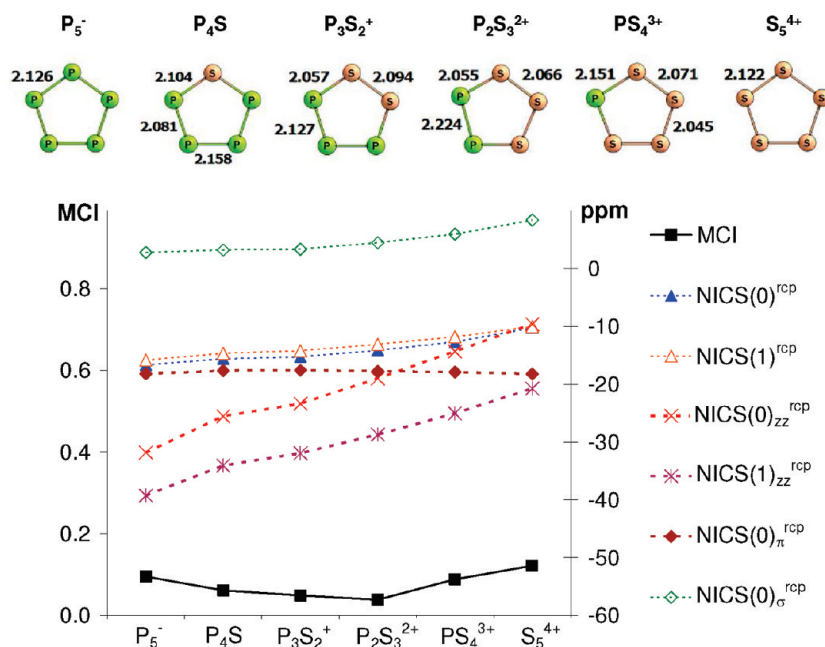 P₅⁻ P₄S P₃S₂⁺ P₂S₃²⁺ PS₄³⁺ S₅⁴⁺
P S S S S S
2.126 2.104 2.057 2.094 2.055 2.066 2.151 2.071 2.122
P P P P P S P S P S S S
2.081 2.127 2.224 2.045
P P P P P P P S S S S S
2.158
MCI ppm
MCI
NICS(0)ʳᶜᵖ
NICS(1)ʳᶜᵖ
NICS(0)zzʳᶜᵖ
NICS(1)zzʳᶜᵖ
NICS(0)πʳᶜᵖ
NICS(0)σʳᶜᵖ
0.8
0.6
0.4
0.2
0.0
0
-10
-20
-30
-40
-50
-60
P₅⁻ P₄S P₃S₂⁺ P₂S₃²⁺ PS₄³⁺ S₅⁴⁺